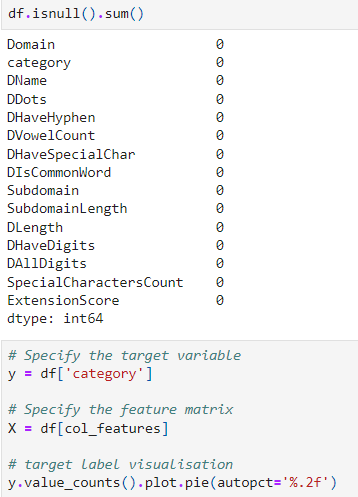 df.isnull().sum()
Domain 0
category 0
DName 0
DDots 0
DHaveHyphen 0
DVowelCount 0
DHaveSpecialChar 0
DIsCommonWord 0
Subdomain 0
SubdomainLength 0
DLength 0
DHaveDigits 0
DAllDigits 0
SpecialCharactersCount 0
ExtensionScore 0
dtype: int64
# Specify the target variable
y = df['category']
# Specify the feature matrix
X = df[col_features]
# target label visualisation
y.value_counts().plot.pie(autopct='%.2f')